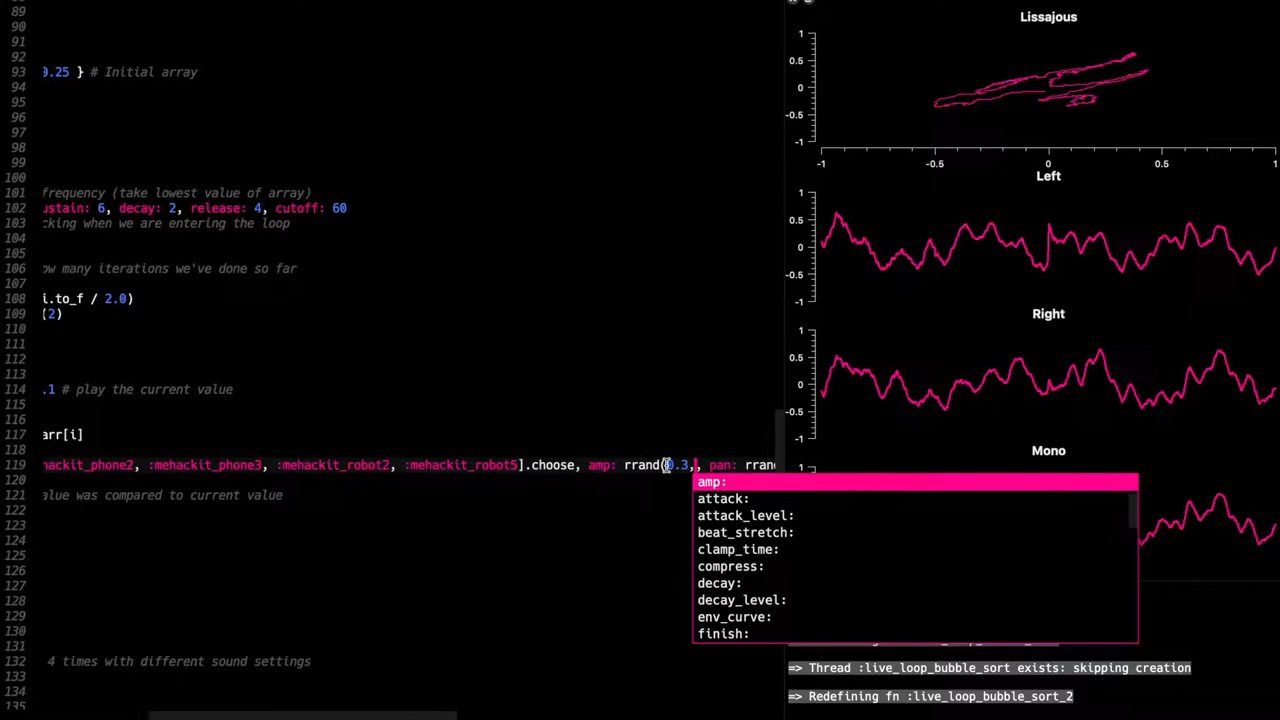 89
90
91
92
93 0.25 } # Initial array
94
95
96
97
98
99
100
101 frequency (take lowest value of array)
102 ustain: 6, decay: 2, release: 4, cutoff: 60
103 cking when we are entering the loop
104
105
106 ow many iterations we've done so far
107
108 i.to_f / 2.0)
109 (2)
110
111
112
113
114 .1 # play the current value
115
116
117 arr[i]
118
119 hackit_phone2, :mehackit_phone3, :mehackit_robot2, :mehackit_robot5].choose, amp: rrand(0.3,, pan: rrand
120
121 alue was compared to current value
122
123
124
125
126
127
128
129
130
131
132 4 times with different sound settings
133
134
135
amp:
attack:
attack_level:
beat_stretch:
clamp_time:
compress:
decay:
decay_level:
env_curve:
finish:
Lissajous
1
0.5
0
-0.5
-1
-1 -0.5 0 0.5 1
Left
1
0.5
0
-0.5
-1
Right
1
0.5
0
-0.5
-1
Mono
1
=> Thread :live_loop_bubble_sort exists: skipping creation
=> Redefining fn :live_loop_bubble_sort_2